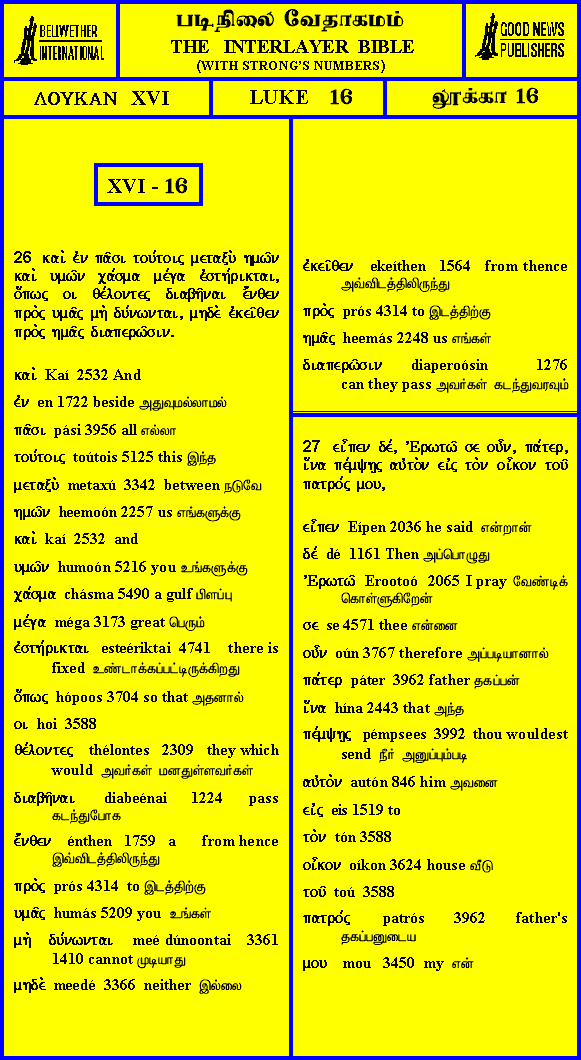 BELLWETHER
INTERNATIONAL
படிநிலை வேதாகமம்
THE INTERLAYER BIBLE
(WITH STRONG'S NUMBERS)
GOOD NEWS
PUBLISHERS
ΛΟΥΚΑΝ XVI
LUKE 16
லூக்கா 16
XVI - 16
26 καὶ ἐν πᾶσι τούτοις μεταξὺ ημῶν
καὶ υμῶν χάσμα μέγα ἐστήρικται,
ὅπως οι θέλοντες διαβῆναι ἔνθεν
πρὸς υμᾶς μὴ δύνωνται, μηδὲ ἐκεῖθεν
πρὸς ημᾶς διαπερῶσιν.
καὶ Kaí 2532 And
ἐν en 1722 beside அதுவுமல்லாமல்
πᾶσι pási 3956 all எல்லா
τούτοις toútois 5125 this இந்த
μεταξὺ metaxú 3342 between நடுவே
ημῶν heemoón 2257 us எங்களுக்கு
καὶ kaí 2532 and
υμῶν humoón 5216 you உங்களுக்கு
χάσμα chásma 5490 a gulf பிளப்பு
μέγα méga 3173 great பெரும்
ἐστήρικται esteériktai 4741 there is
fixed உண்டாக்கப்பட்டிருக்கிறது
ὅπως hópoos 3704 so that அதனால்
οι hoi 3588
θέλοντες thélontes 2309 they which
would அவர்கள் மனதுள்ளவர்கள்
διαβῆναι diabeénai 1224 pass
கடந்துபோக
ἔνθεν énthen 1759 a from hence
இவ்விடத்திலிருந்து
πρὸς prós 4314 to இடத்திற்கு
υμᾶς humás 5209 you உங்கள்
μὴ δύνωνται meé dúnoontai 3361
1410 cannot முடியாது
μηδὲ meedé 3366 neither இல்லை
ἐκεῖθεν ekeíthen 1564 from thence
அவ்விடத்திலிருந்து
πρὸς prós 4314 to இடத்திற்கு
ημᾶς heemás 2248 us எங்கள்
διαπερῶσιν diaperoósin 1276
can they pass அவர்கள் கடந்துவரவும்
27 εἶπεν δέ, Ἐρωτῶ σε οὖν, πάτερ,
ἵνα πέμψῃς αὐτὸν εἰς τὸν οἶκον τοῦ
πατρός μου,
εἶπεν Eípen 2036 he said என்றான்
δέ dé 1161 Then அப்பொழுது
Ἐρωτῶ Erootoó 2065 I pray வேண்டிக்
கொள்ளுகிறேன்
σε se 4571 thee என்னை
οὖν oún 3767 therefore அப்படியானால்
πάτερ páter 3962 father தகப்பன்
ἵνα hína 2443 that அந்த
πέμψῃς pémpsees 3992 thou wouldest
send நீர் அனுப்பும்படி
αὐτὸν autón 846 him அவனை
εἰς eis 1519 to
τὸν tón 3588
οἶκον oíkon 3624 house வீடு
τοῦ toú 3588
πατρός patrós 3962 father's
தகப்பனுடைய
μου mou 3450 my என்